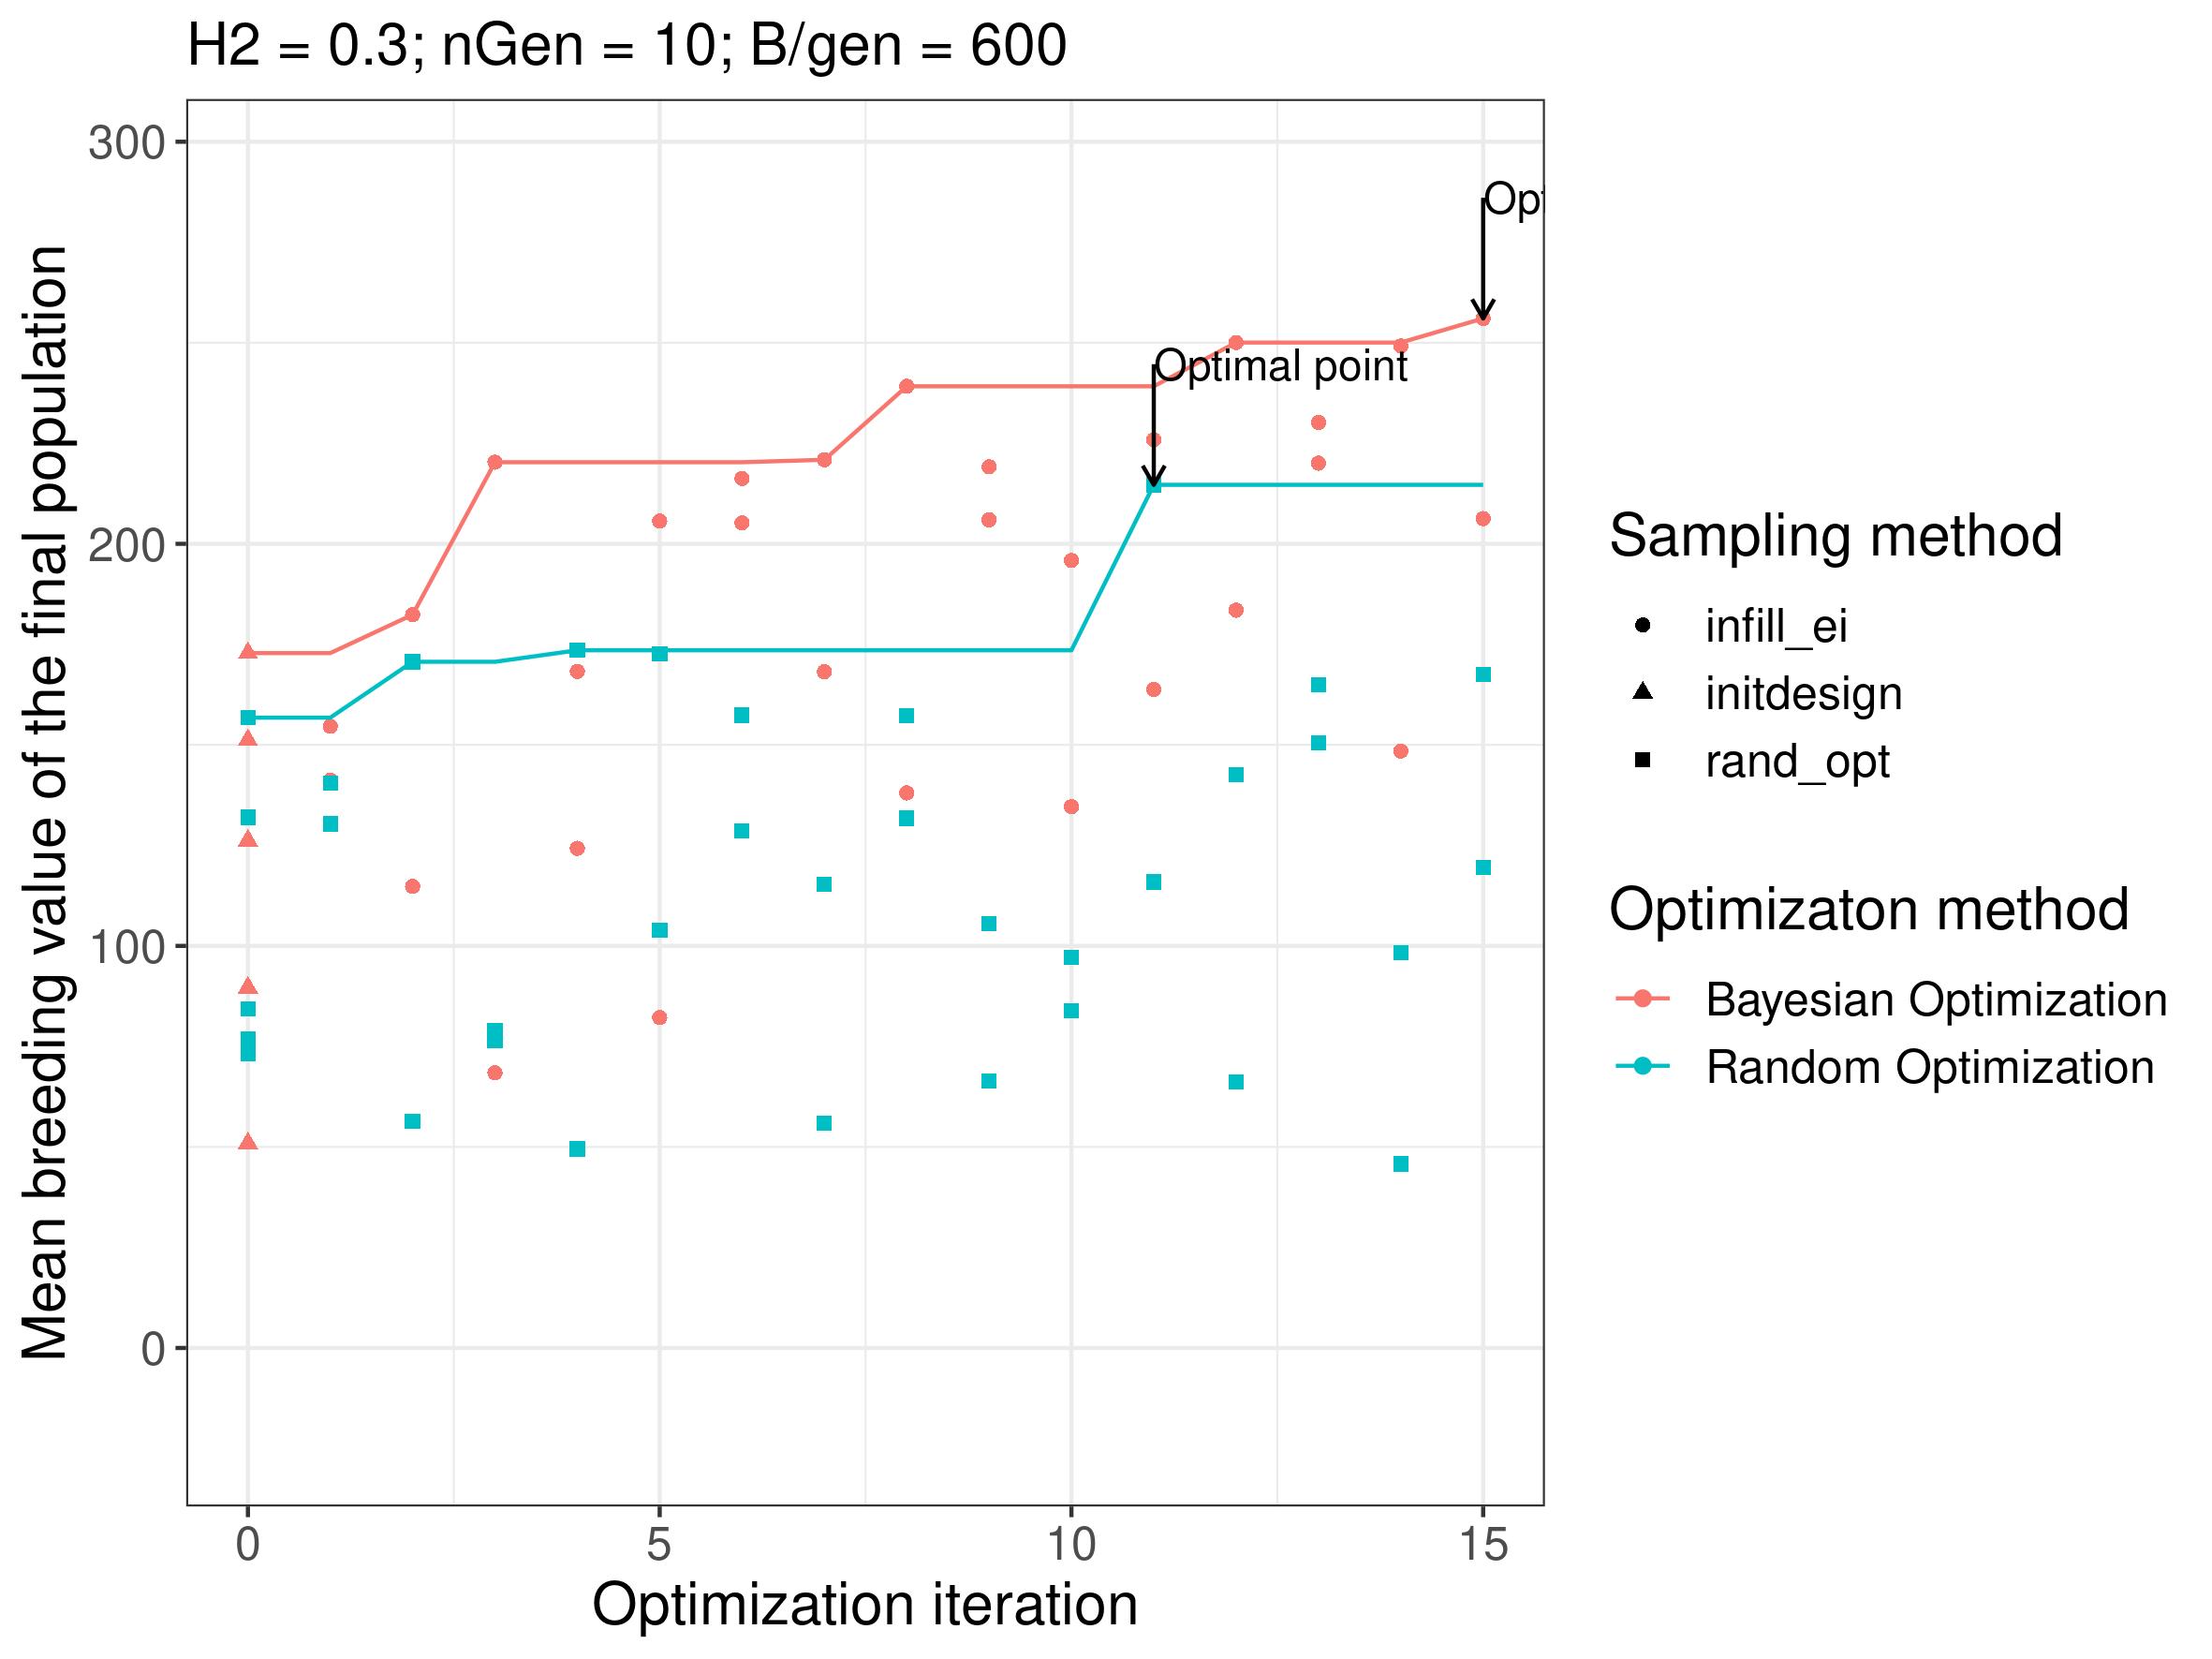 H2 = 0.3; nGen = 10; B/gen = 600
Mean breeding value of the final population
300
200
100
0
Opt
Optimal point
0
5
10
15
Optimization iteration
Sampling method
infill_ei
initdesign
rand_opt
Optimizaton method
Bayesian Optimization
Random Optimization